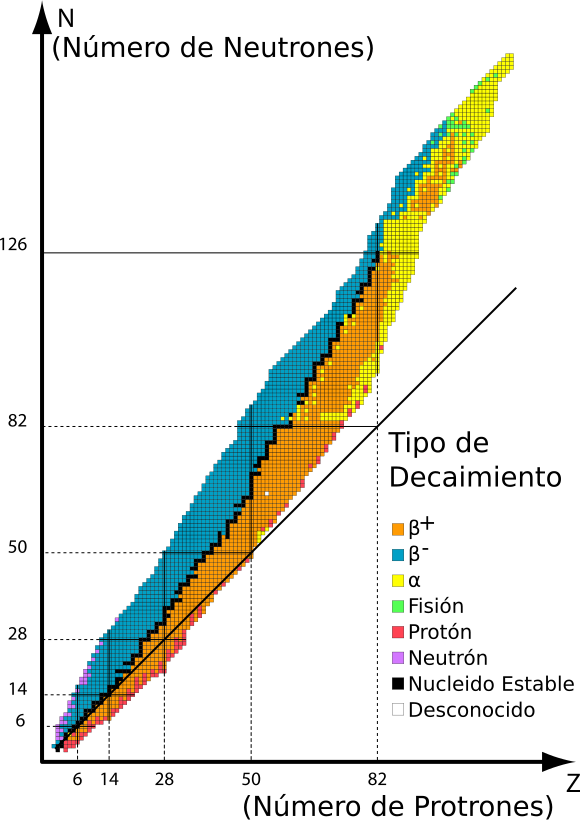 N
(Número de Neutrones)
126
82
50
28
14
6
Tipo de
Decaimiento
β+
β-
α
Fisión
Protón
Neutrón
Nucleido Estable
Desconocido
6 14 28 50 82
Z
(Número de Protrones)